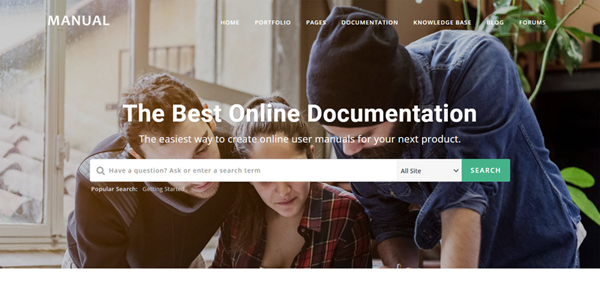 MANUAL
HOME PORTFOLIO PAGES DOCUMENTATION KNOWLEDGE BASE BLOG FORUMS
The Best Online Documentation
The easiest way to create online user manuals for your next product.
Have a question? Ask or enter a search term All Site SEARCH
Popular Search: Getting Started